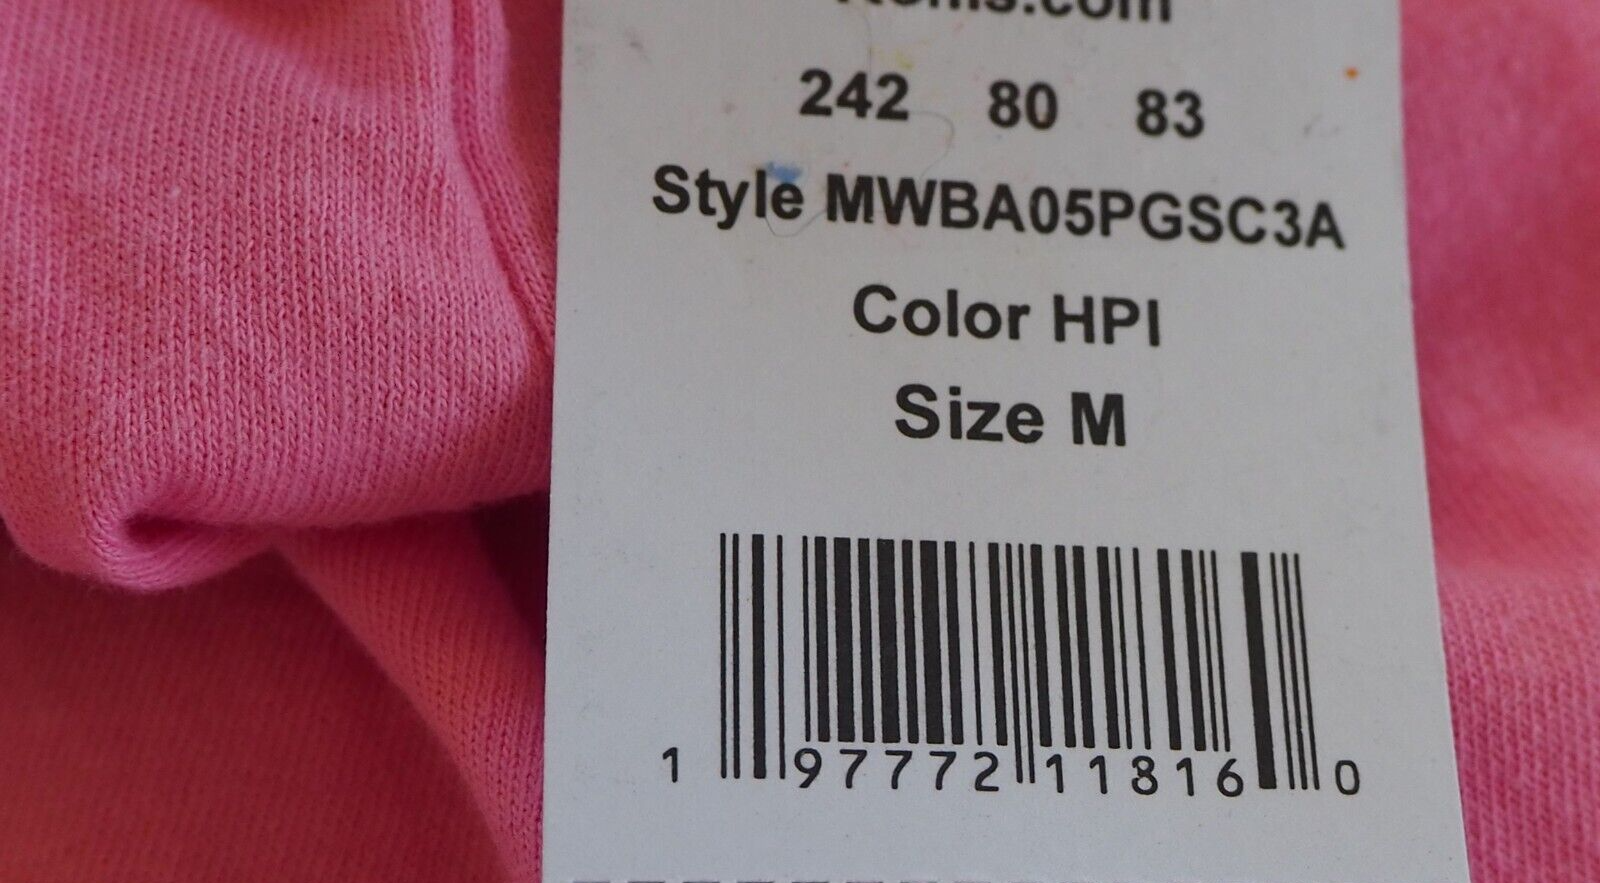 242 80 83
Style MWBA05PGSC3A
Color HPI
Size M
1 97772 11816 0